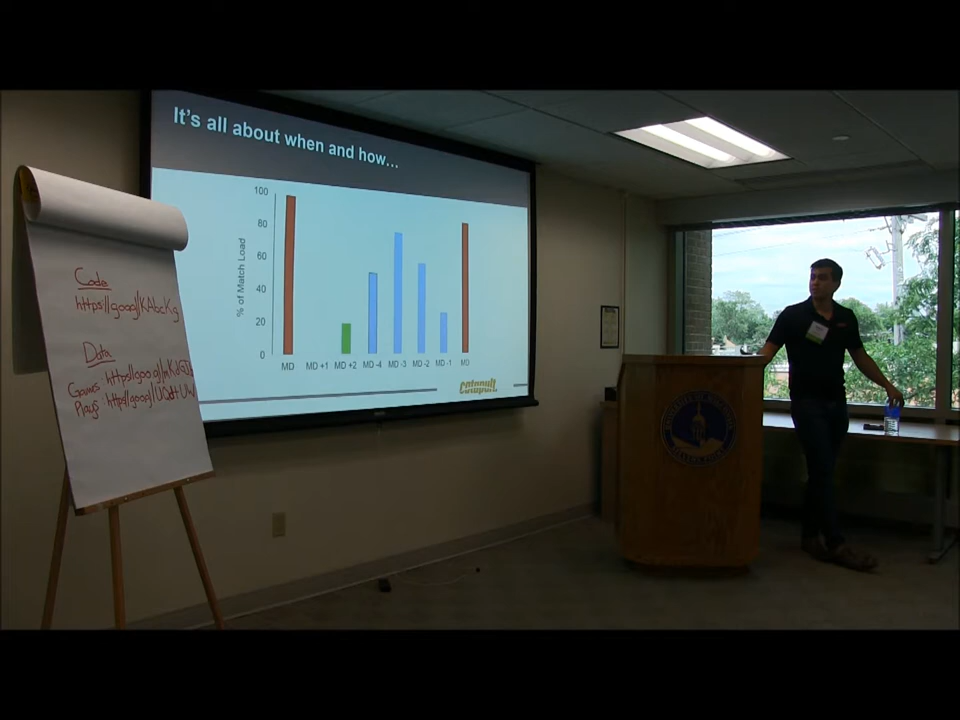 It's all about when and how…
% of Match Load
100
80
60
40
20
0
MD MD +1 MD +2 MD -4 MD -3 MD -2 MD -1 MD
Catapult
Code
Data
Games
Plays